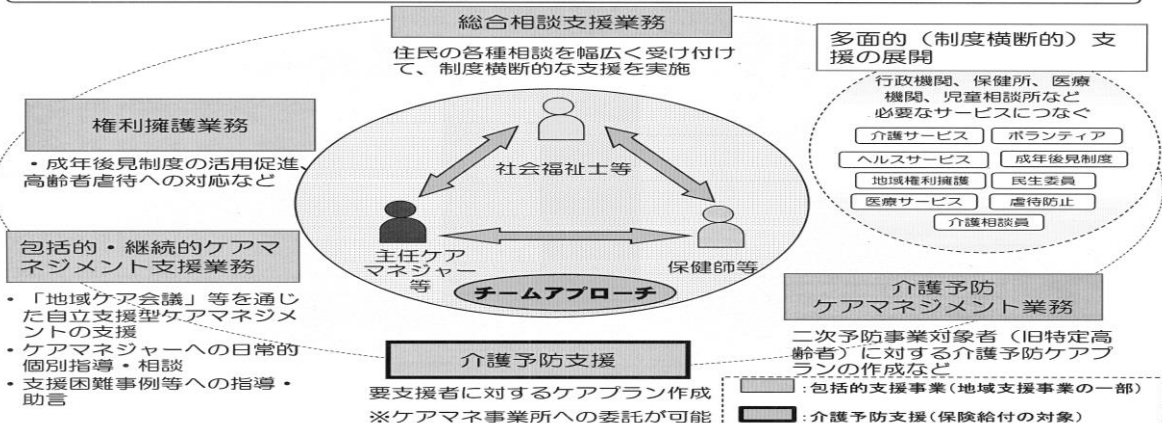 総合相談支援業務
住民の各種相談を幅広く受け付け
て、制度横断的な支援を実施
多面的（制度横断的）支
援の展開
行政機関、保健所、医療
機関、児童相談所など
必要なサービスにつなぐ
介護サービス
ボランティア
ヘルスサービス
成年後見制度
地域権利擁護
民生委員
医療サービス
虐待防止
介護相談員
権利擁護業務
・成年後見制度の活用促進、
高齢者虐待への対応など
社会福祉士等
主任ケア
マネジャー
等
保健師等
チームアプローチ
包括的・継続的ケアマ
ネジメント支援業務
・「地域ケア会議」等を通じ
た自立支援型ケアマネジメ
ントの支援
・ケアマネジャーへの日常的
個別指導・相談
・支援困難事例等への指導・
助言
介護予防支援
要支援者に対するケアプラン作成
※ケアマネ事業所への委託が可能
介護予防
ケアマネジメント業務
二次予防事業対象者（旧特定高
齢者）に対する介護予防ケアプ
ランの作成など
：包括的支援事業（地域支援事業の一部）
：介護予防支援（保険給付の対象）